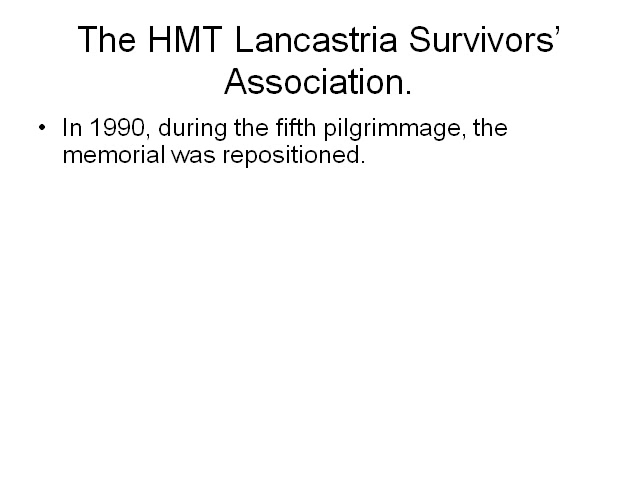 The HMT Lancastria Survivors’
Association.
• In 1990, during the fifth pilgrimmage, the
memorial was repositioned.